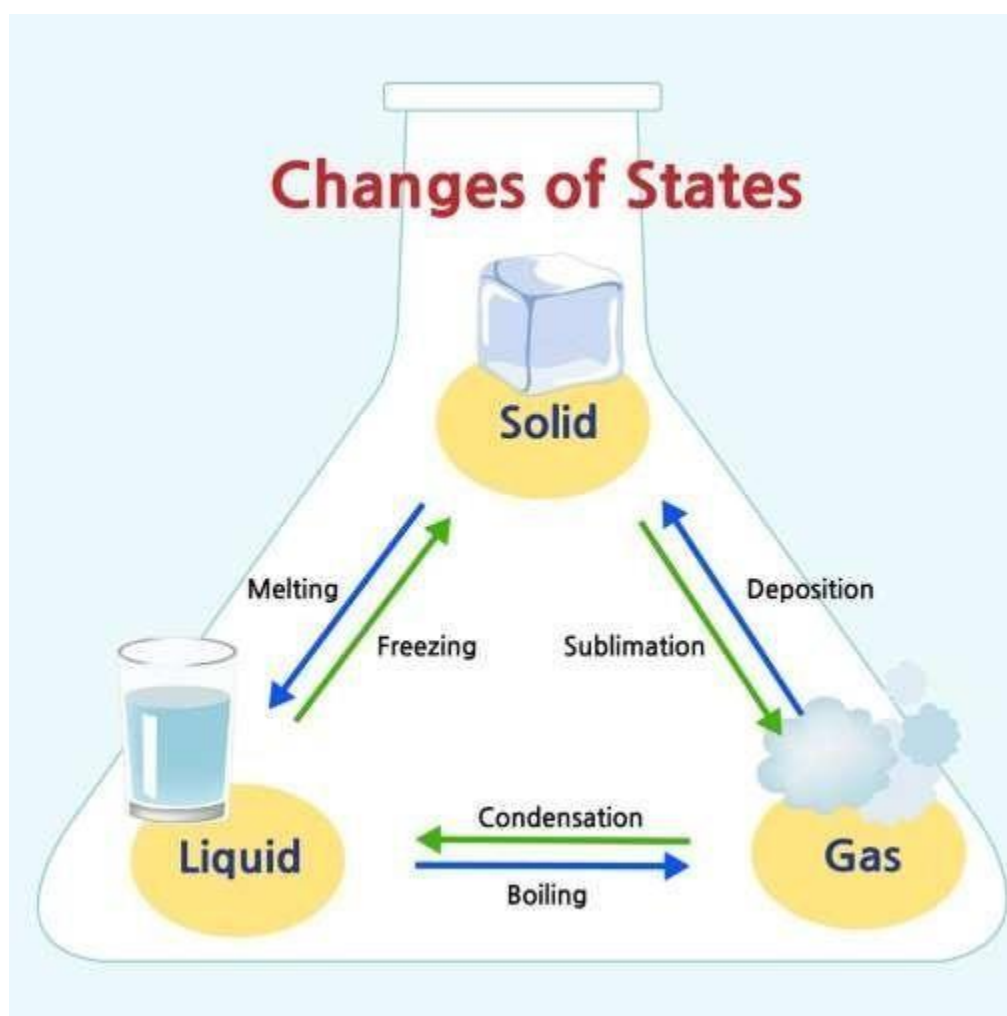 Changes of States
Solid
Melting
Deposition
Freezing
Sublimation
Condensation
Liquid
Gas
Boiling